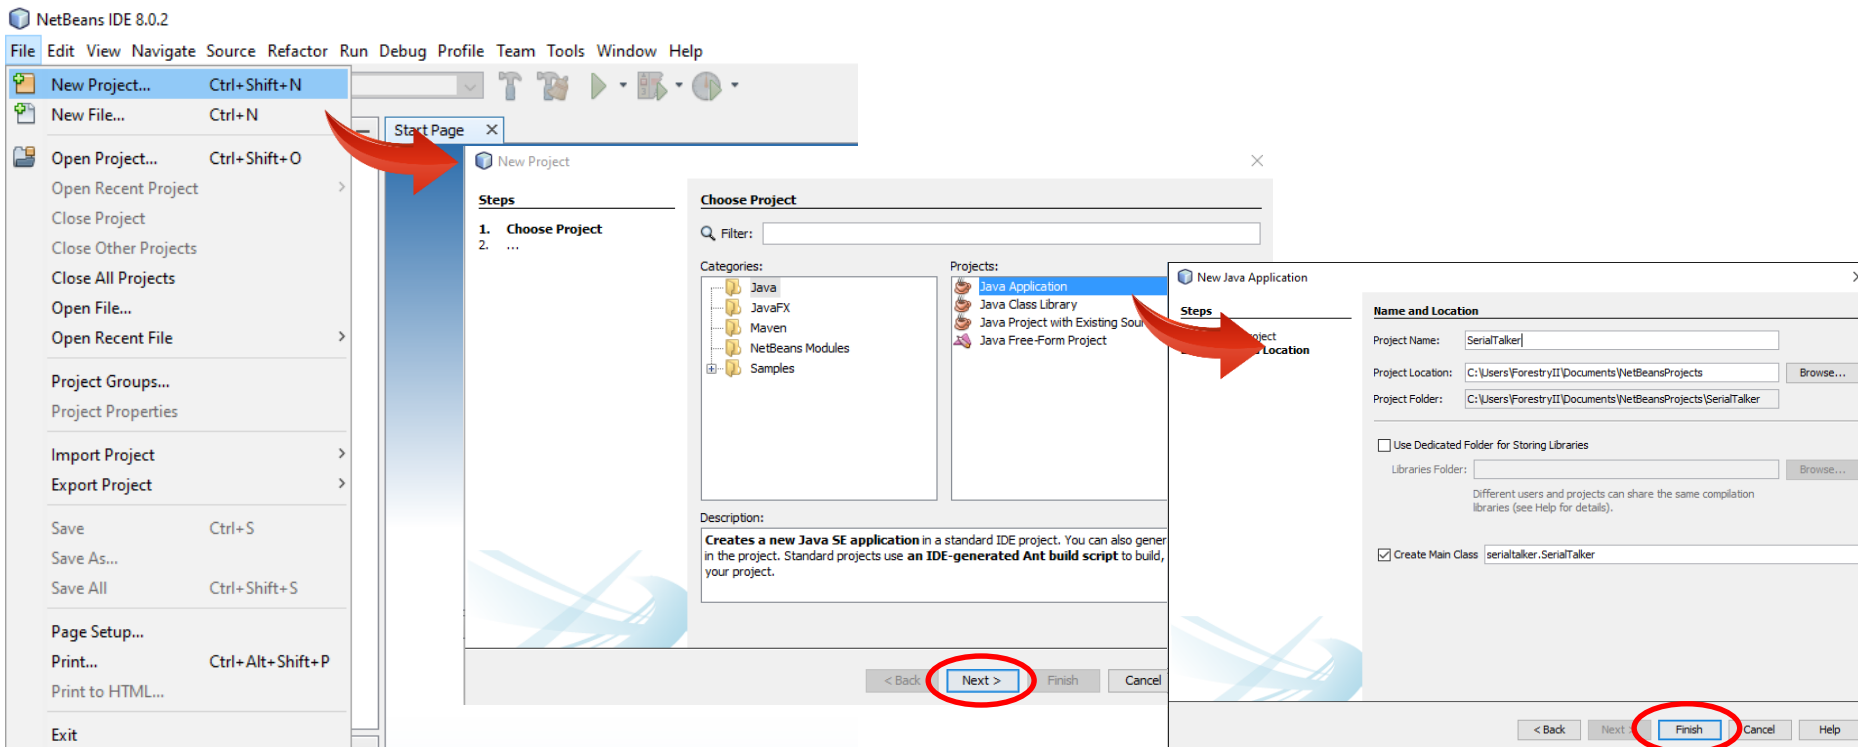 NetBeans IDE 8.0.2
File Edit View Navigate Source Refactor Run Debug Profile Team Tools Window Help
New Project... Ctrl+Shift+N
New File... Ctrl+N
Open Project... Ctrl+Shift+O
Open Recent Project
Close Project
Close Other Projects
Close All Projects
Open File...
Open Recent File
Project Groups...
Project Properties
Import Project
Export Project
Save Ctrl+S
Save As...
Save All Ctrl+Shift+S
Page Setup...
Print... Ctrl+Alt+Shift+P
Print to HTML...
Exit
Start Page
New Project
Steps
1. Choose Project
2. ...
Choose Project
Filter:
Categories:
Java
JavaFX
Maven
NetBeans Modules
Samples
Projects:
Java Application
Java Class Library
Java Project with Existing Sour
Java Free-Form Project
Description:
Creates a new Java SE application in a standard IDE project. You can also gener
in the project. Standard projects use an IDE-generated Ant build script to build,
your project.
< Back Next > Finish Cancel
New Java Application
Steps
oject
Location
Name and Location
Project Name: SerialTalker
Project Location: C:\Users\ForestryII\Documents\NetBeansProjects Browse...
Project Folder: C:\Users\ForestryII\Documents\NetBeansProjects\SerialTalker
Use Dedicated Folder for Storing Libraries
Libraries Folder: Browse...
Different users and projects can share the same compilation
libraries (see Help for details).
Create Main Class serialtalker.SerialTalker
< Back Next Finish Cancel Help